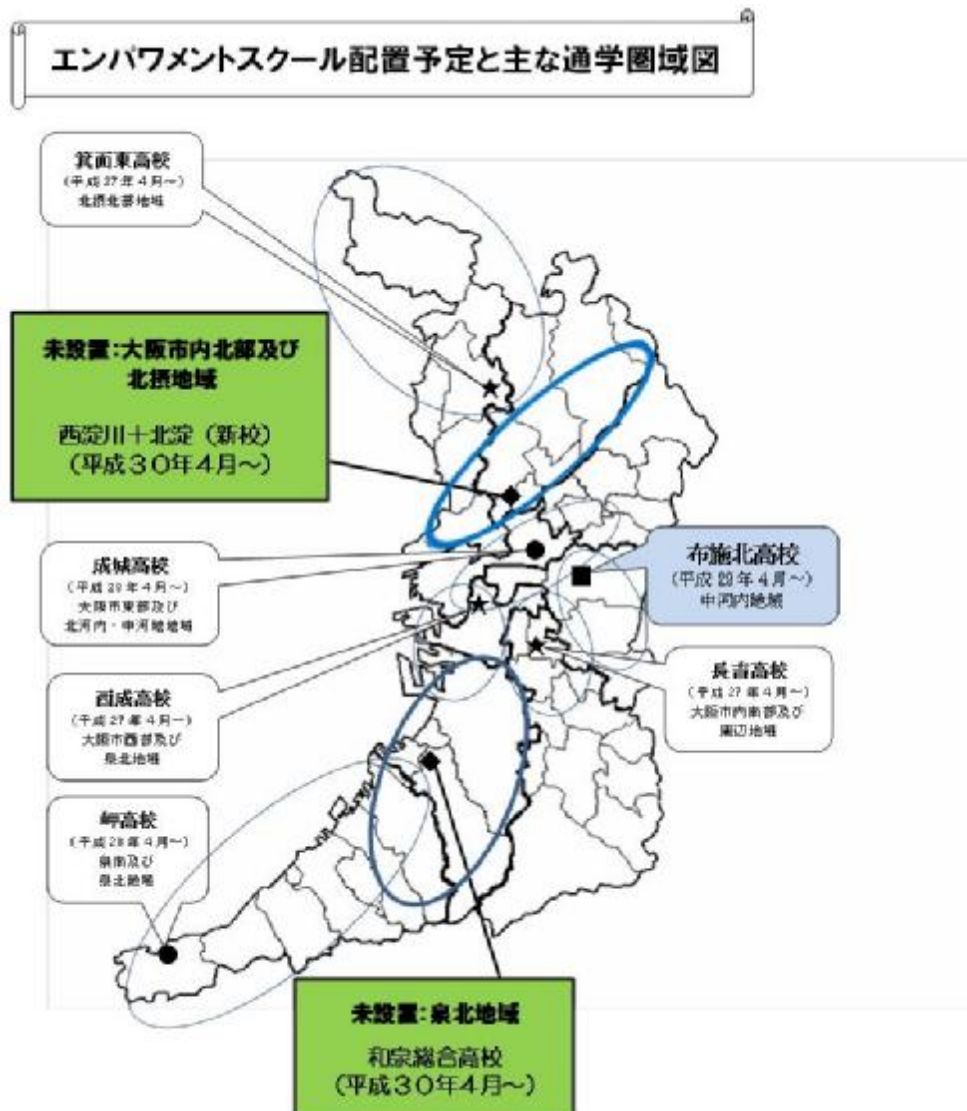 エンパワメントスクール配置予定と主な通学圏域図
箕面東高校
(平成27年4月～)
北摂北部地域
未設置:大阪市内北部及び
北摂地域
西淀川＋北淀（新校）
（平成３０年４月～）
成城高校
(平成28年4月～)
大阪市東部及び
北河内・中河内地域
布施北高校
(平成29年4月～)
中河内地域
西成高校
(平成27年4月～)
大阪市西部及び
泉北地域
長吉高校
(平成27年4月～)
大阪市内南部及び
周辺地域
岬高校
(平成28年4月～)
泉南及び
泉北地域
未設置:泉北地域
和泉総合高校
（平成３０年４月～）